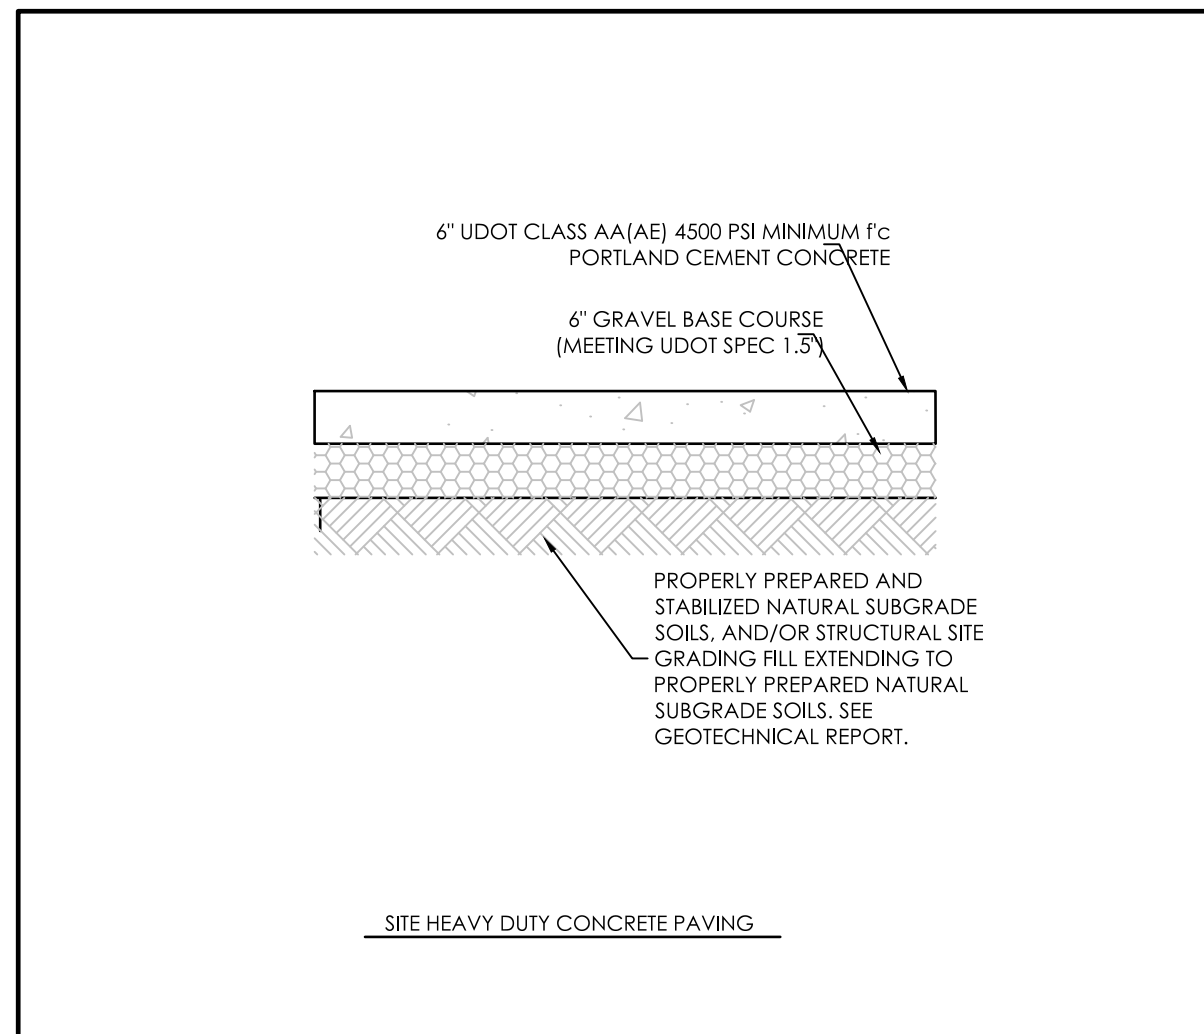 6" UDOT CLASS AA(AE) 4500 PSI MINIMUM f'c
PORTLAND CEMENT CONCRETE
6" GRAVEL BASE COURSE
(MEETING UDOT SPEC 1.5")
PROPERLY PREPARED AND
STABILIZED NATURAL SUBGRADE
SOILS, AND/OR STRUCTURAL SITE
GRADING FILL EXTENDING TO
PROPERLY PREPARED NATURAL
SUBGRADE SOILS. SEE
GEOTECHNICAL REPORT.
SITE HEAVY DUTY CONCRETE PAVING